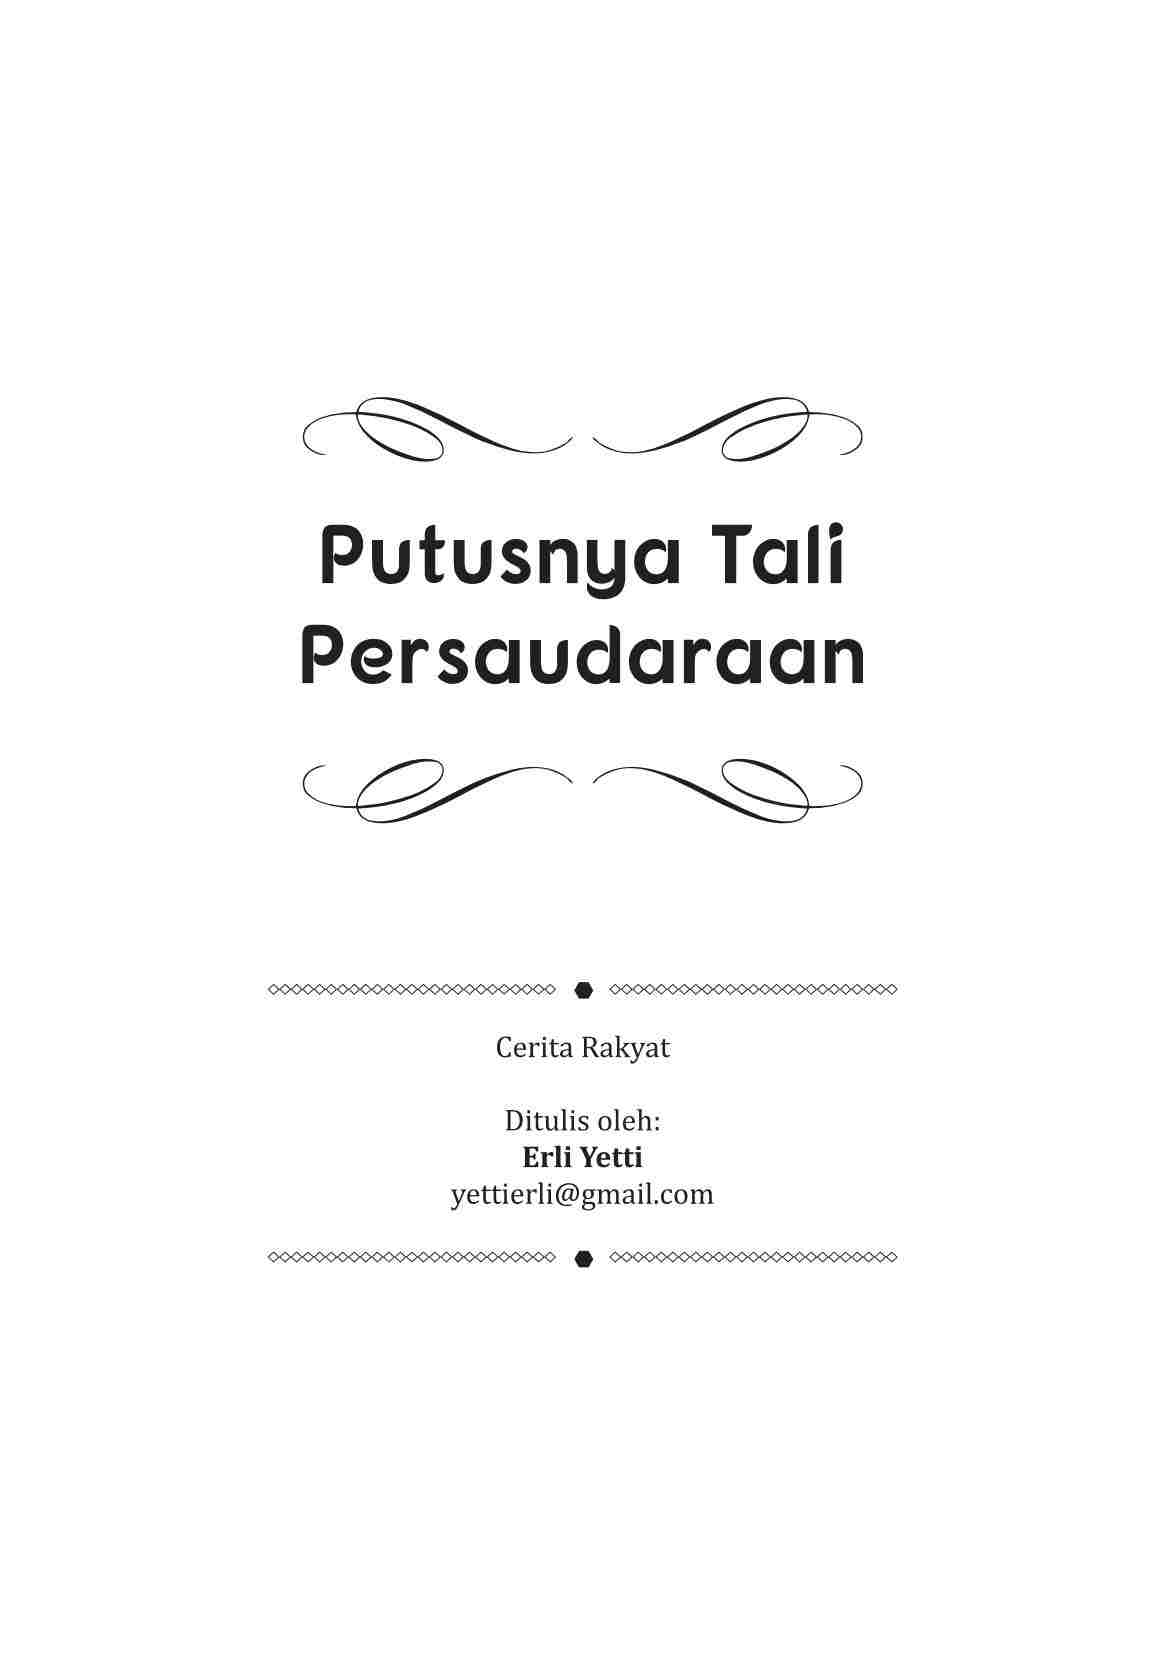 Putusnya Tali
Persaudaraan
Cerita Rakyat
Ditulis oleh:
Erli Yetti
yettierli@gmail.com